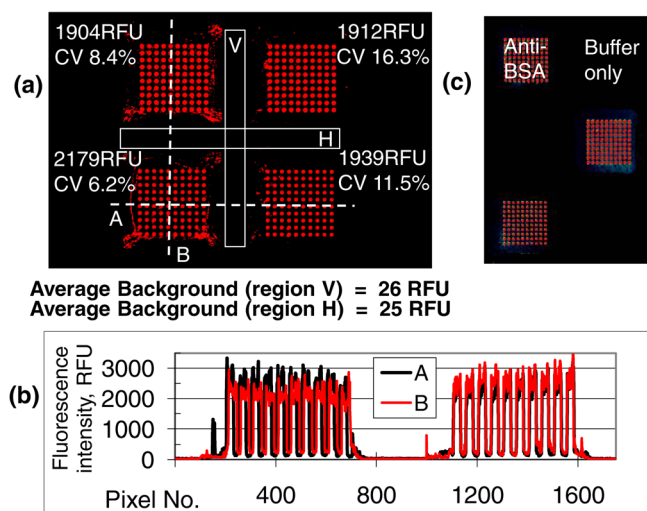 (a)
1904RFU
CV 8.4%
V
1912RFU
CV 16.3%
H
2179RFU
CV 6.2%
1939RFU
CV 11.5%
A
B
(c)
Anti-
BSA
Buffer
only
Average Background (region V) = 26 RFU
Average Background (region H) = 25 RFU
(b)
Fluorescence
intensity, RFU
3000
2000
1000
0
A
B
Pixel No.
400
800
1200
1600